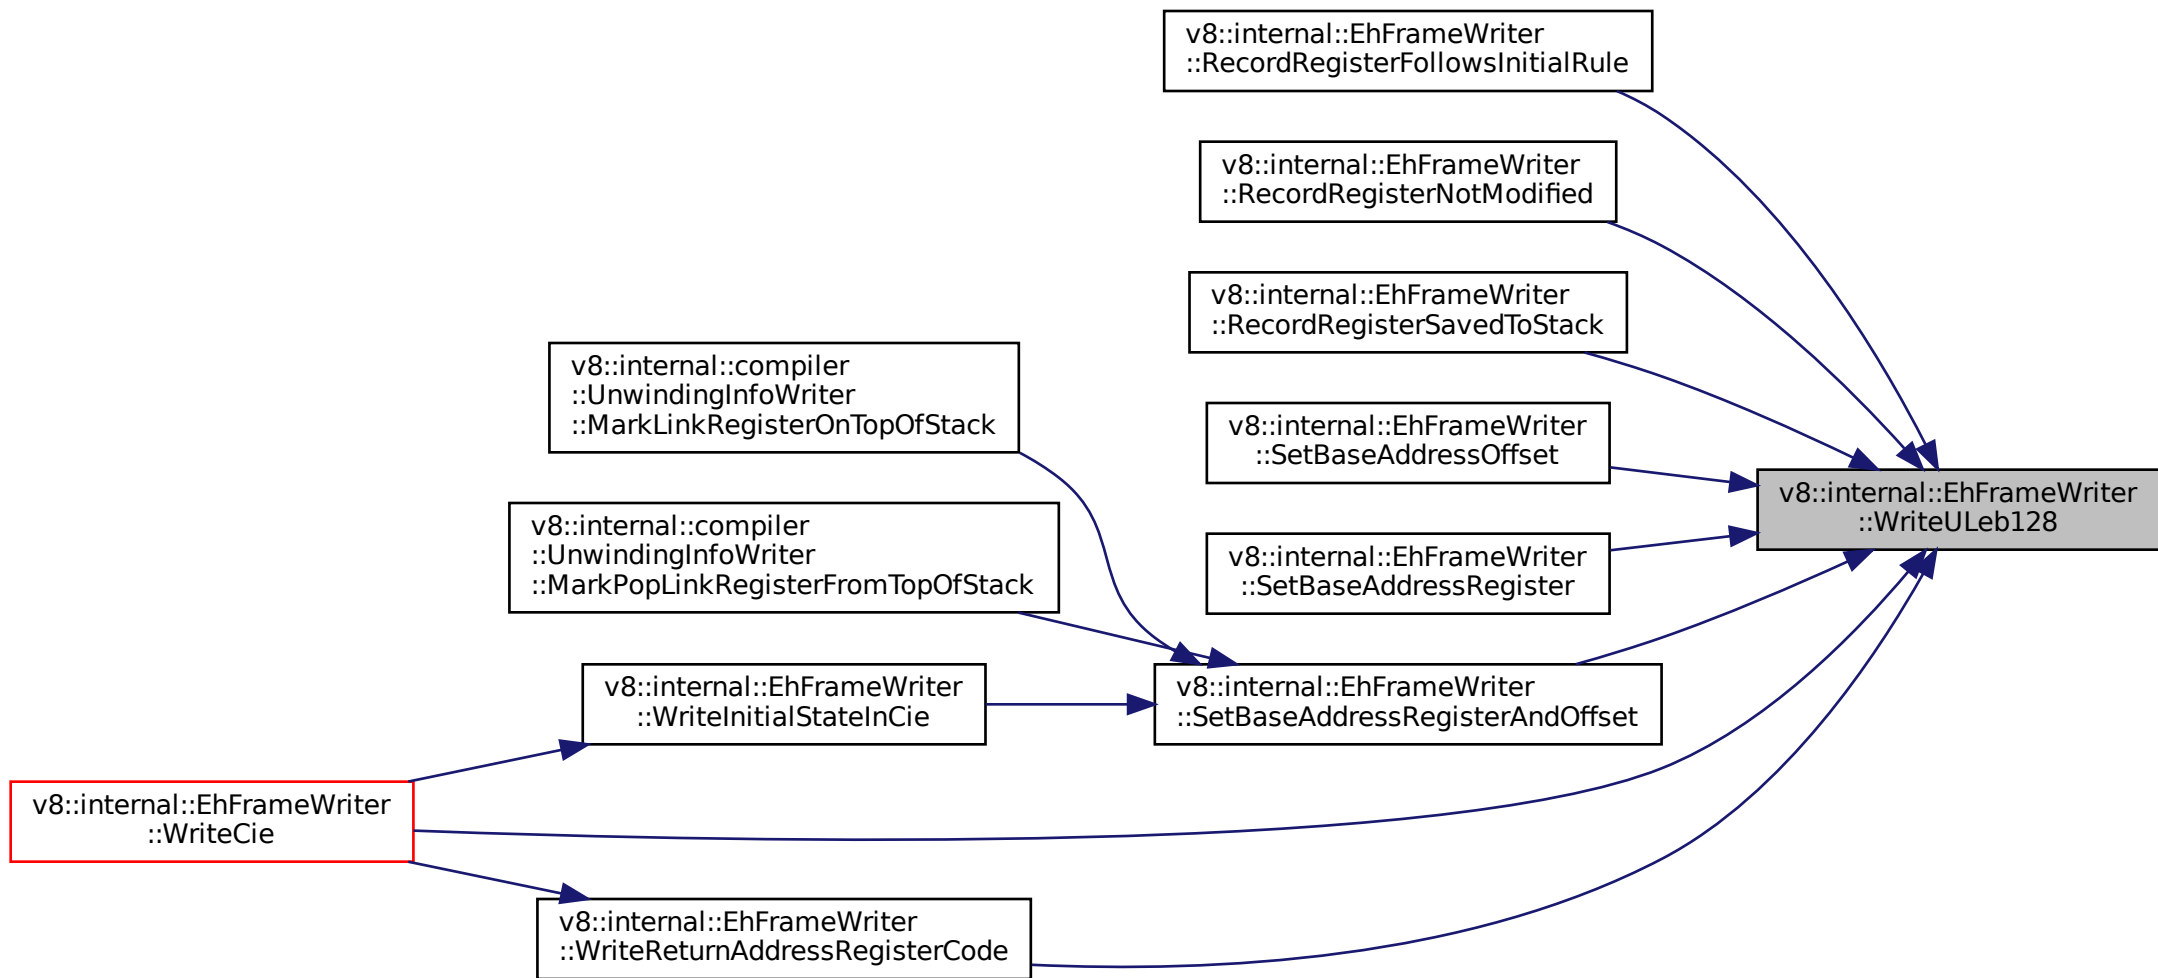 v8::internal::EhFrameWriter
::RecordRegisterFollowsInitialRule
v8::internal::EhFrameWriter
::RecordRegisterNotModified
v8::internal::EhFrameWriter
::RecordRegisterSavedToStack
v8::internal::compiler
::UnwindingInfoWriter
::MarkLinkRegisterOnTopOfStack
v8::internal::EhFrameWriter
::SetBaseAddressOffset
v8::internal::EhFrameWriter
::WriteULeb128
v8::internal::compiler
::UnwindingInfoWriter
::MarkPopLinkRegisterFromTopOfStack
v8::internal::EhFrameWriter
::SetBaseAddressRegister
v8::internal::EhFrameWriter
::WriteInitialStateInCie
v8::internal::EhFrameWriter
::SetBaseAddressRegisterAndOffset
v8::internal::EhFrameWriter
::WriteCie
v8::internal::EhFrameWriter
::WriteReturnAddressRegisterCode